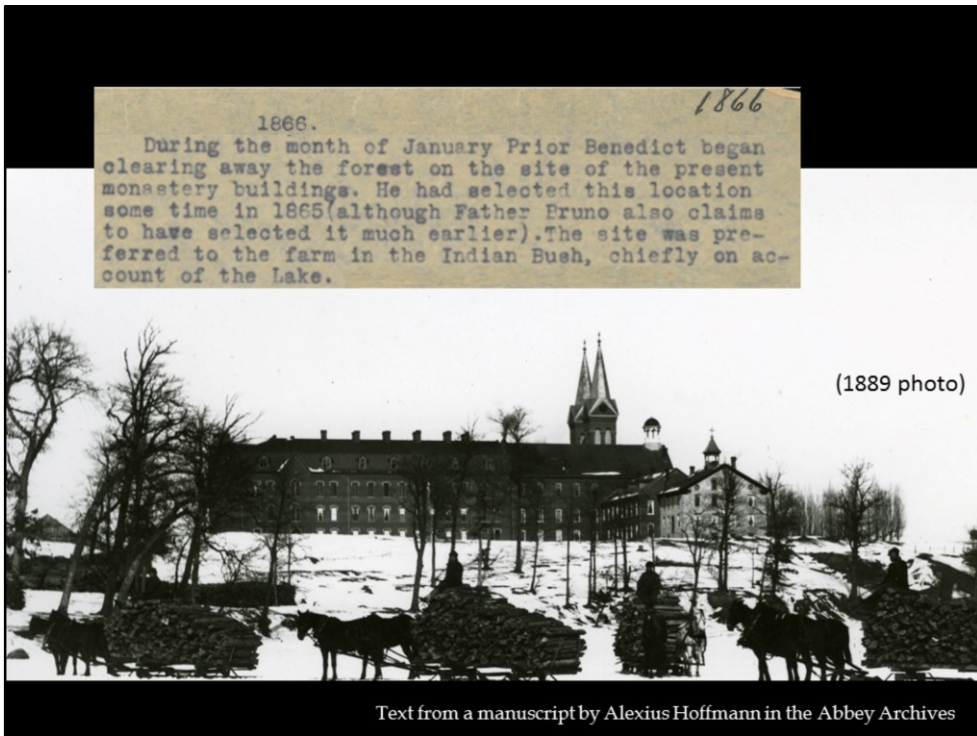 1866
1866.
During the month of January Prior Benedict began
clearing away the forest on the site of the present
monastery buildings. He had selected this location
some time in 1865(although Father Bruno also claims
to have selected it much earlier).The site was pre-
ferred to the farm in the Indian Bush, chiefly on ac-
count of the Lake.
(1889 photo)
Text from a manuscript by Alexius Hoffmann in the Abbey Archives